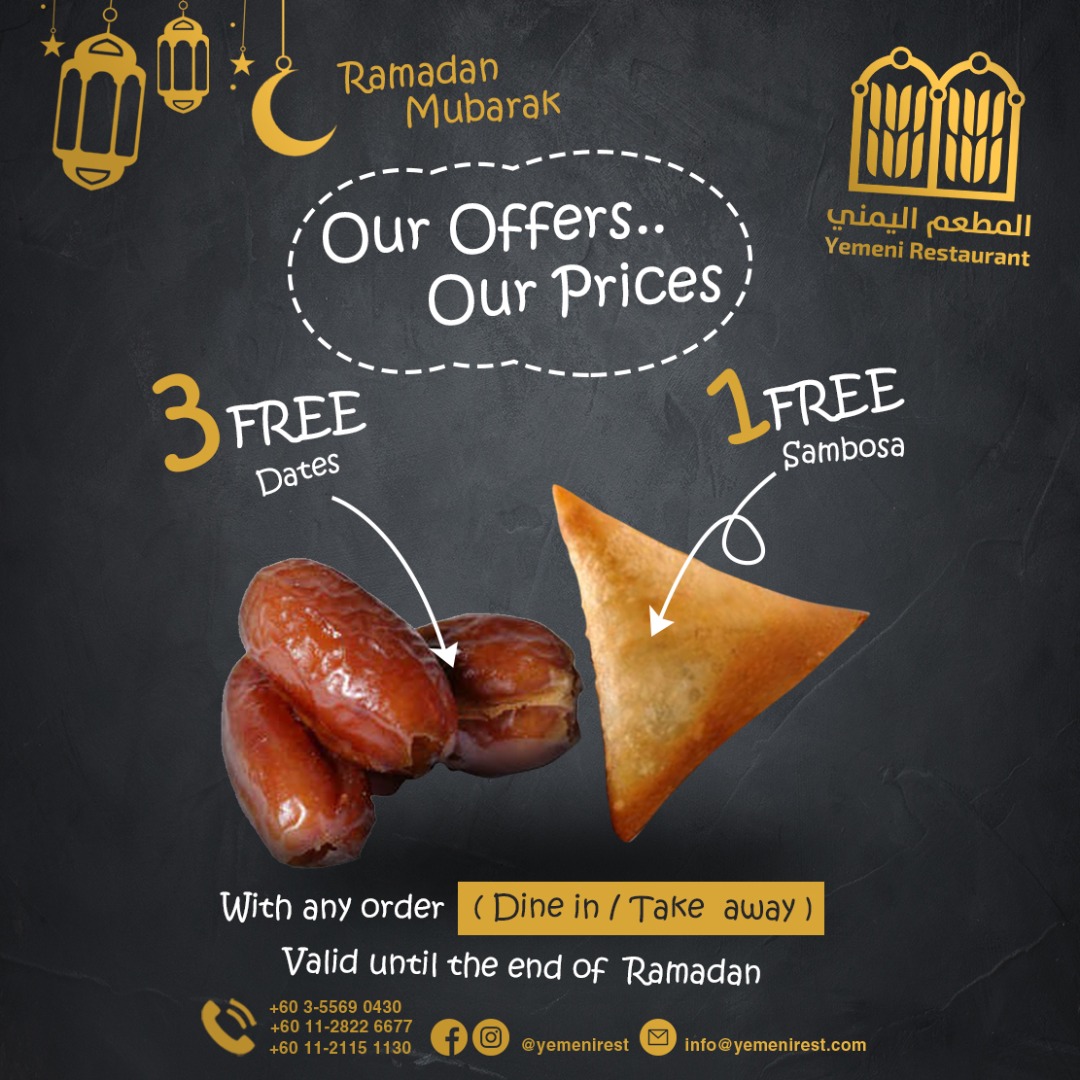 Ramadan
Mubarak
المطعم اليمني
Yemeni Restaurant
Our Offers..
Our Prices
3 FREE
Dates
1 FREE
Sambosa
With any order ( Dine in / Take away )
Valid until the end of Ramadan
+60 3-5569 0430
+60 11-2822 6677
+60 11-2115 1130
@yemenirest
info@yemenirest.com